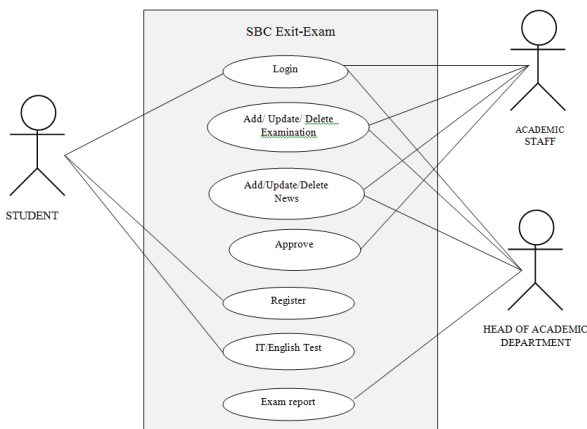 SBC Exit-Exam
Login
Add/ Update/ Delete
Examination
Add/Update/Delete
News
Approve
Register
IT/English Test
Exam report
STUDENT
ACADEMIC
STAFF
HEAD OF ACADEMIC
DEPARTMENT